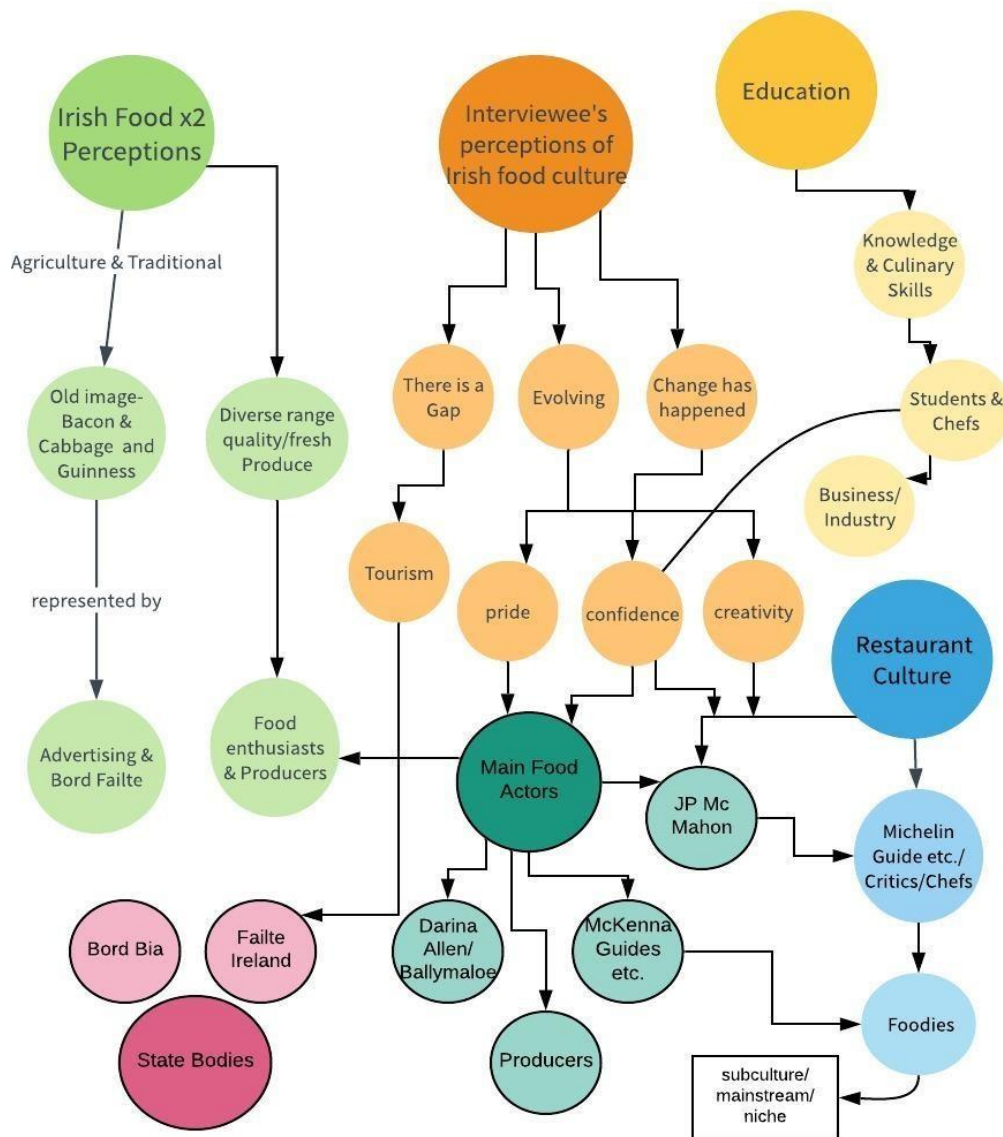 Irish Food x2
Perceptions
Interviewee's
perceptions of
Irish food culture
Education
Agriculture & Traditional
Knowledge
& Culinary
Skills
Old image-
Bacon &
Cabbage and
Guinness
Diverse range
quality/fresh
Produce
There is a
Gap
Evolving
Change has
happened
Students &
Chefs
Business/
Industry
Tourism
represented by
pride
confidence
creativity
Restaurant
Culture
Advertising &
Bord Failte
Food
enthusiasts
& Producers
Main Food
Actors
JP Mc
Mahon
Michelin
Guide etc./
Critics/Chefs
Bord Bia
Failte
Ireland
Darina
Allen/
Ballymaloe
McKenna
Guides
etc.
Foodies
State Bodies
Producers
subculture/
mainstream/
niche